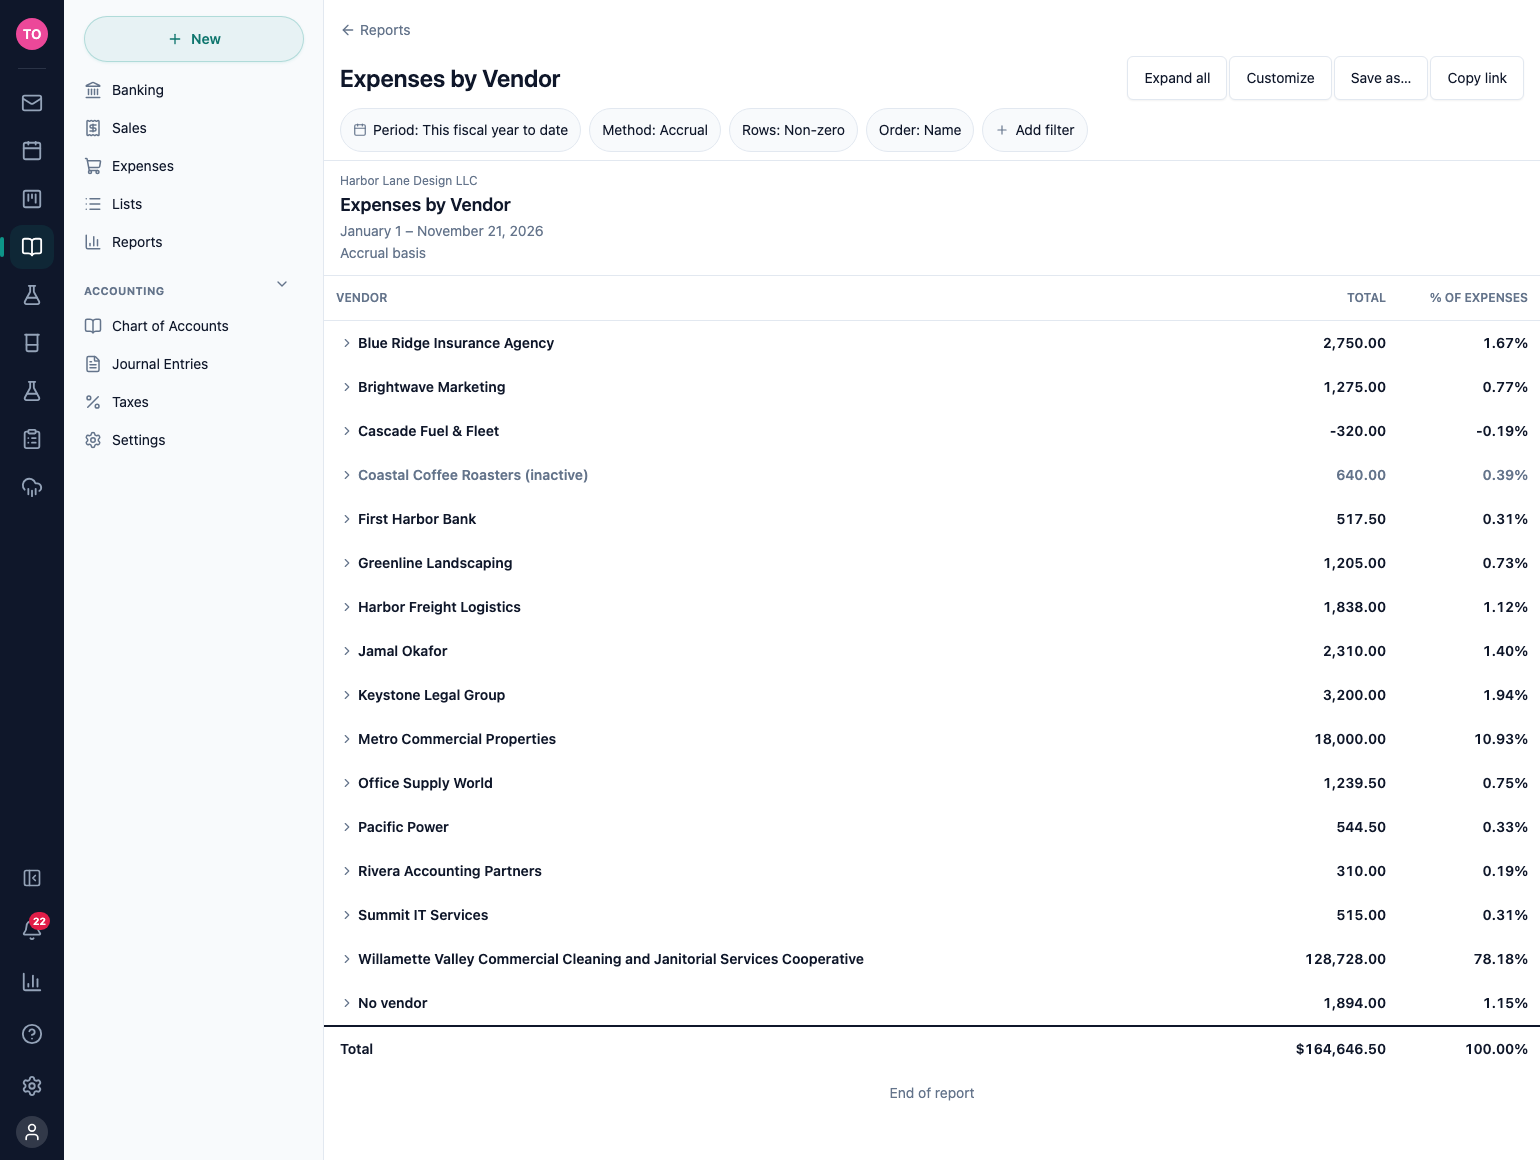 TO
New
Banking
Sales
Expenses
Lists
Reports
ACCOUNTING
Chart of Accounts
Journal Entries
Taxes
Settings
22
Reports
Expenses by Vendor
Expand all Customize Save as... Copy link
Period: This fiscal year to date Method: Accrual Rows: Non-zero Order: Name Add filter
Harbor Lane Design LLC
Expenses by Vendor
January 1 – November 21, 2026
Accrual basis
VENDOR TOTAL % OF EXPENSES
Blue Ridge Insurance Agency 2,750.00 1.67%
Brightwave Marketing 1,275.00 0.77%
Cascade Fuel & Fleet -320.00 -0.19%
Coastal Coffee Roasters (inactive) 640.00 0.39%
First Harbor Bank 517.50 0.31%
Greenline Landscaping 1,205.00 0.73%
Harbor Freight Logistics 1,838.00 1.12%
Jamal Okafor 2,310.00 1.40%
Keystone Legal Group 3,200.00 1.94%
Metro Commercial Properties 18,000.00 10.93%
Office Supply World 1,239.50 0.75%
Pacific Power 544.50 0.33%
Rivera Accounting Partners 310.00 0.19%
Summit IT Services 515.00 0.31%
Willamette Valley Commercial Cleaning and Janitorial Services Cooperative 128,728.00 78.18%
No vendor 1,894.00 1.15%
Total $164,646.50 100.00%
End of report